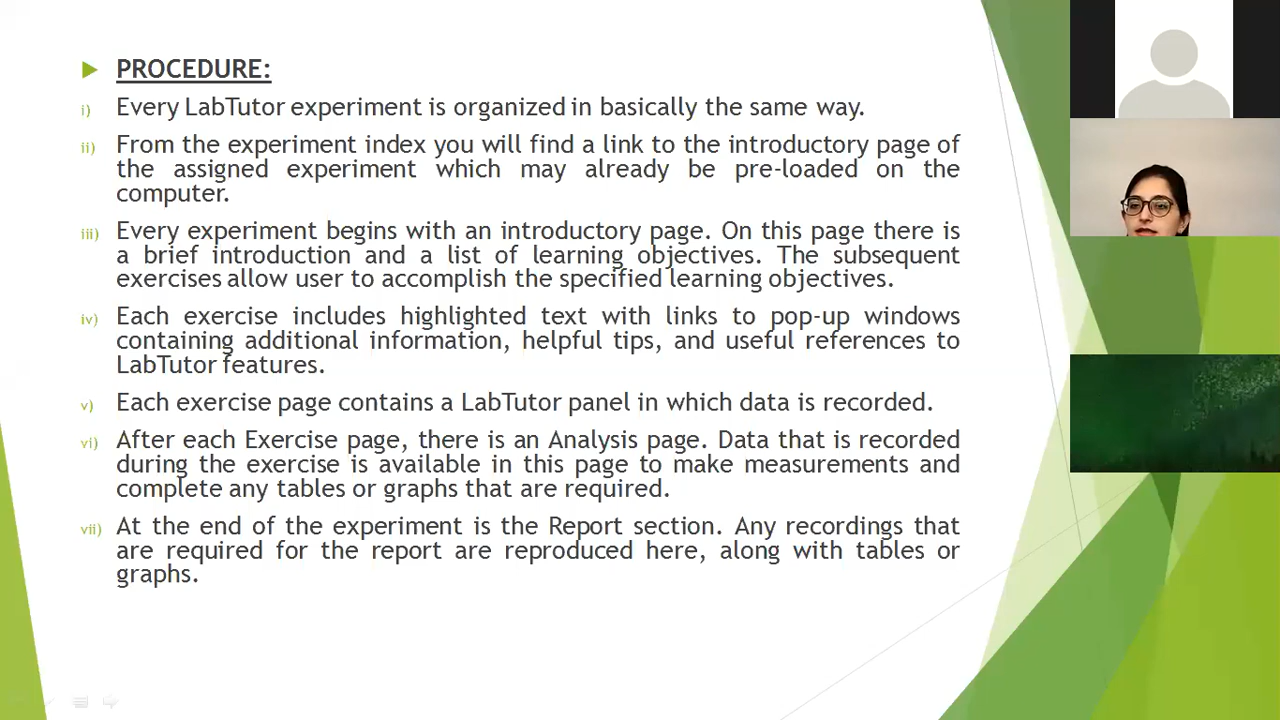 PROCEDURE:
i) Every LabTutor experiment is organized in basically the same way.
ii) From the experiment index you will find a link to the introductory page of
the assigned experiment which may already be pre-loaded on the
computer.
iii) Every experiment begins with an introductory page. On this page there is
a brief introduction and a list of learning objectives. The subsequent
exercises allow user to accomplish the specified learning objectives.
iv) Each exercise includes highlighted text with links to pop-up windows
containing additional information, helpful tips, and useful references to
LabTutor features.
v) Each exercise page contains a LabTutor panel in which data is recorded.
vi) After each Exercise page, there is an Analysis page. Data that is recorded
during the exercise is available in this page to make measurements and
complete any tables or graphs that are required.
vii) At the end of the experiment is the Report section. Any recordings that
are required for the report are reproduced here, along with tables or
graphs.